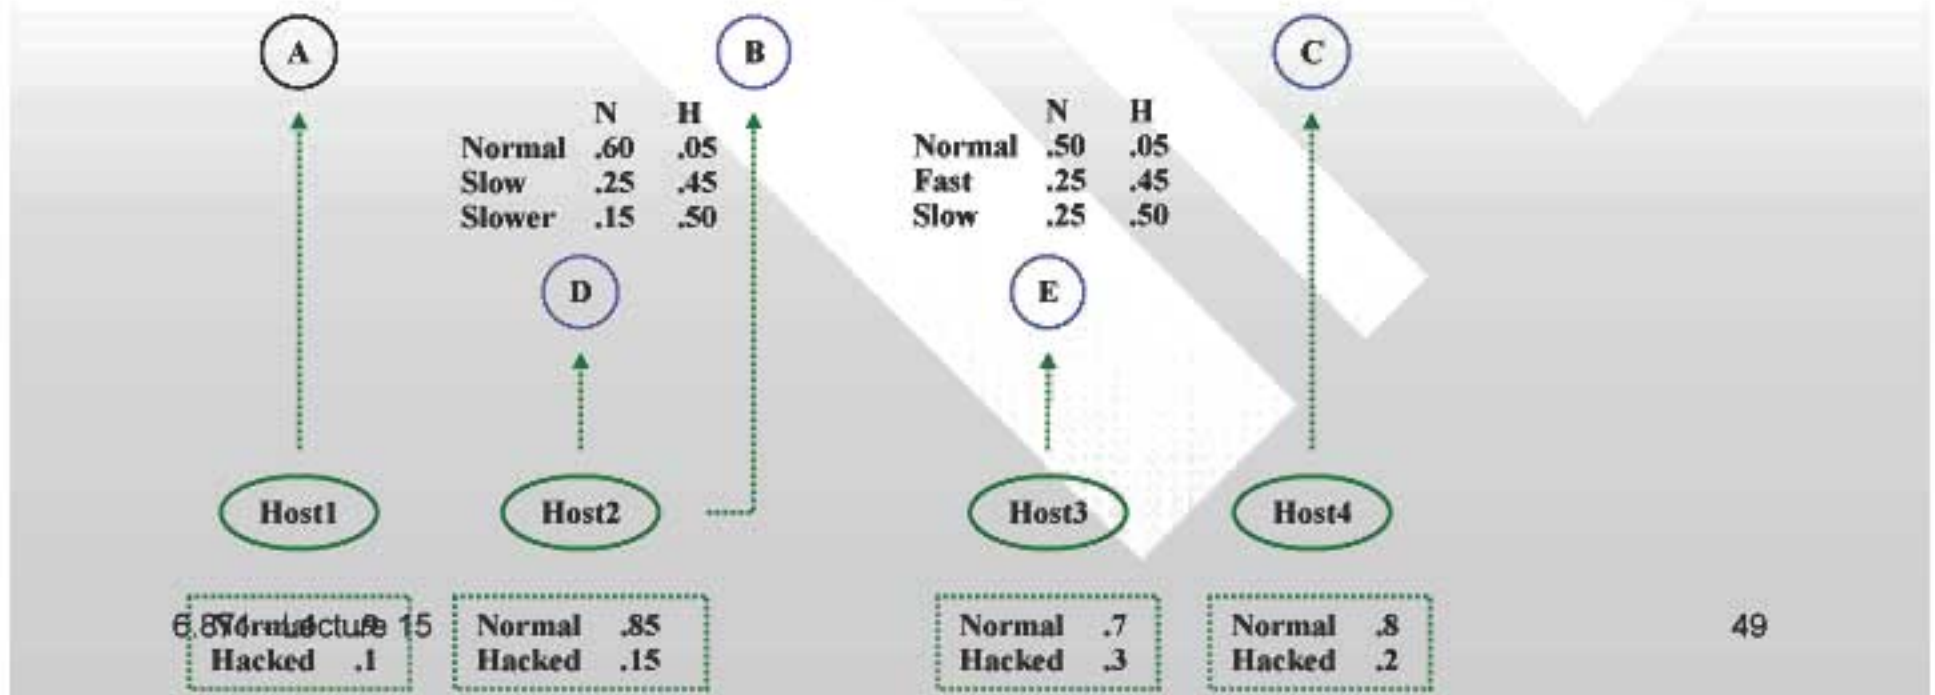 A
B
C
N H
Normal .60 .05
Slow .25 .45
Slower .15 .50
N H
Normal .50 .05
Fast .25 .45
Slow .25 .50
D
E
Host1
Host2
Host3
Host4
Normal .9
Hacked .1
6.871 - Lecture 15
Normal .85
Hacked .15
Normal .7
Hacked .3
Normal .8
Hacked .2
49